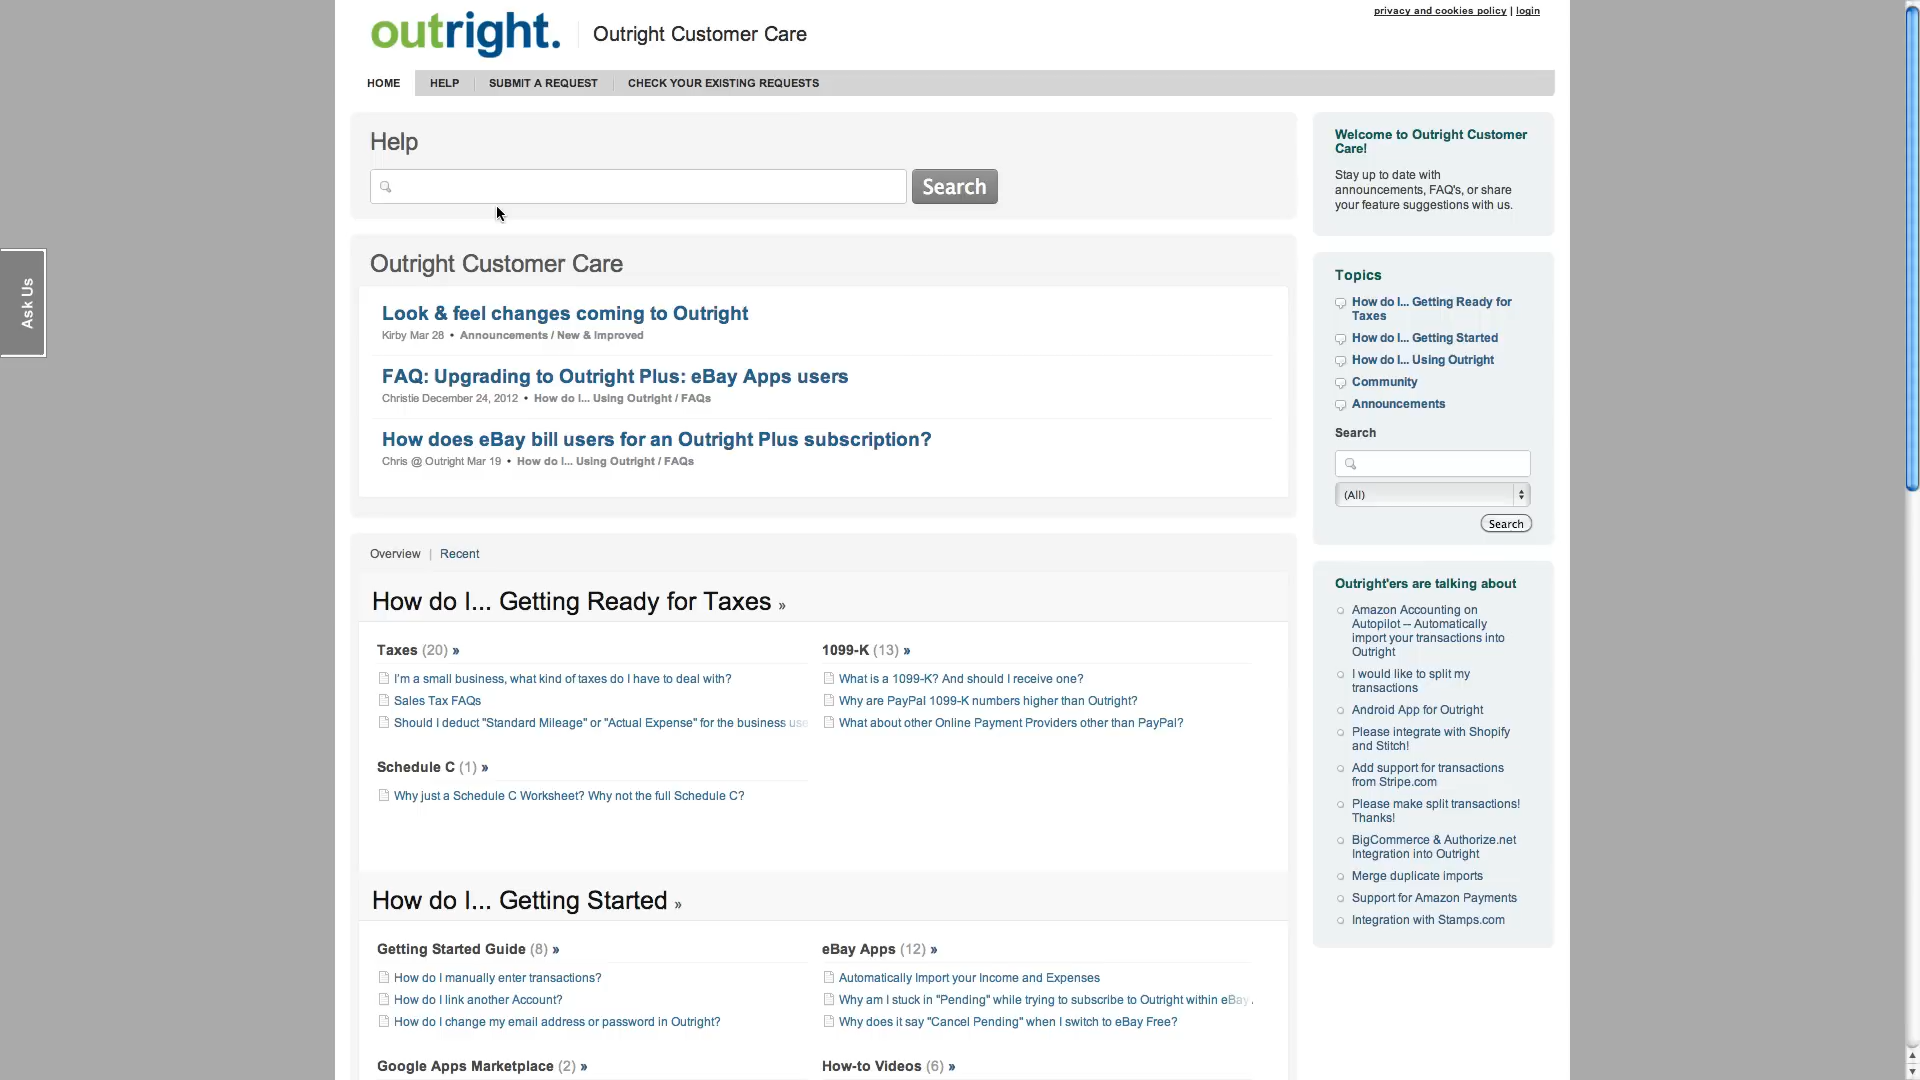 privacy and cookies policy | login
outright. Outright Customer Care
HOME HELP SUBMIT A REQUEST CHECK YOUR EXISTING REQUESTS
Help
Search
Ask Us
Outright Customer Care
Look & feel changes coming to Outright
Kirby Mar 28 • Announcements / New & Improved
FAQ: Upgrading to Outright Plus: eBay Apps users
Christie December 24, 2012 • How do I... Using Outright / FAQs
How does eBay bill users for an Outright Plus subscription?
Chris @ Outright Mar 19 • How do I... Using Outright / FAQs
Overview | Recent
How do I... Getting Ready for Taxes »
Taxes (20) »
I'm a small business, what kind of taxes do I have to deal with?
Sales Tax FAQs
Should I deduct "Standard Mileage" or "Actual Expense" for the business use
1099-K (13) »
What is a 1099-K? And should I receive one?
Why are PayPal 1099-K numbers higher than Outright?
What about other Online Payment Providers other than PayPal?
Schedule C (1) »
Why just a Schedule C Worksheet? Why not the full Schedule C?
How do I... Getting Started »
Getting Started Guide (8) »
How do I manually enter transactions?
How do I link another Account?
How do I change my email address or password in Outright?
eBay Apps (12) »
Automatically Import your Income and Expenses
Why am I stuck in "Pending" while trying to subscribe to Outright within eBay.
Why does it say "Cancel Pending" when I switch to eBay Free?
Google Apps Marketplace (2) »
How-to Videos (6) »
Welcome to Outright Customer
Care!
Stay up to date with
announcements, FAQ's, or share
your feature suggestions with us.
Topics
How do I... Getting Ready for
Taxes
How do I... Getting Started
How do I... Using Outright
Community
Announcements
Search
(All)
Search
Outright'ers are talking about
Amazon Accounting on
Autopilot -- Automatically
import your transactions into
Outright
I would like to split my
transactions
Android App for Outright
Please integrate with Shopify
and Stitch!
Add support for transactions
from Stripe.com
Please make split transactions!
Thanks!
BigCommerce & Authorize.net
Integration into Outright
Merge duplicate imports
Support for Amazon Payments
Integration with Stamps.com